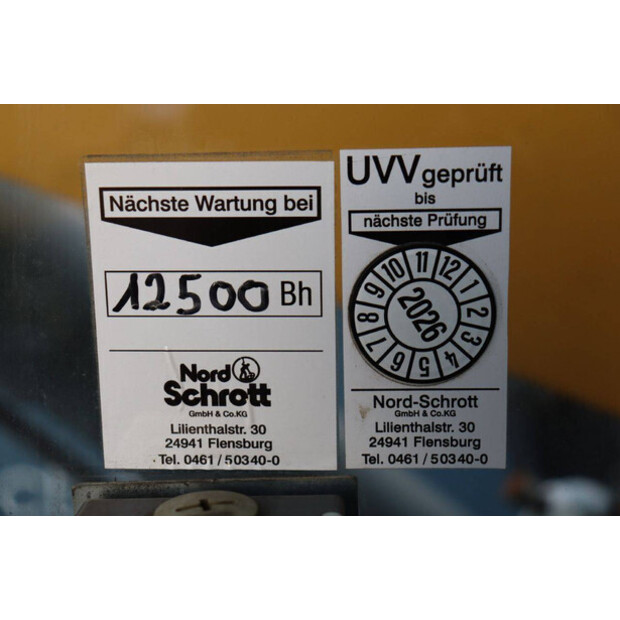 Nächste Wartung bei
12500 Bh
Nord
Schrott
GmbH & Co.KG
Lilienthalstr. 30
24941 Flensburg
Tel. 0461 / 50340-0
UVV geprüft
bis
nächste Prüfung
1 2 3 4 5 6 7 8 9 10 11 12
2026
Nord-Schrott
GmbH & Co.KG
Lilienthalstr. 30
24941 Flensburg
Tel. 0461 / 50340-0